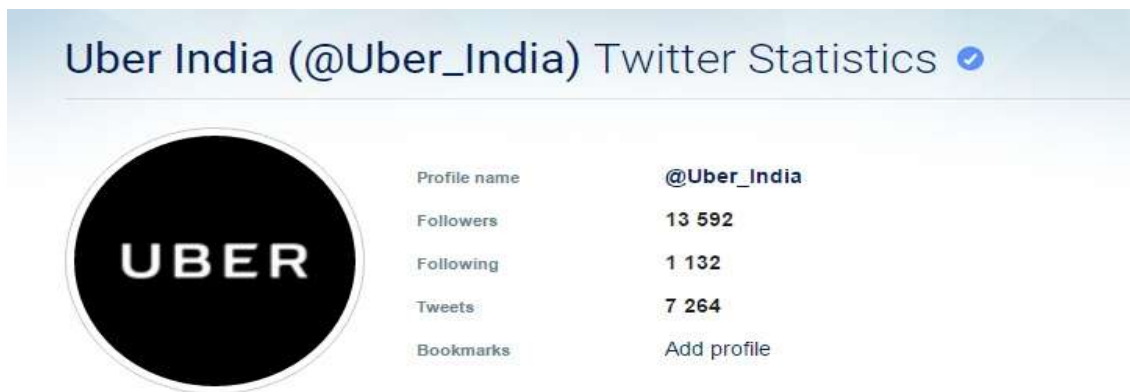 Uber India (@Uber_India) Twitter Statistics
UBER
Profile name @Uber_India
Followers 13 592
Following 1 132
Tweets 7 264
Bookmarks Add profile